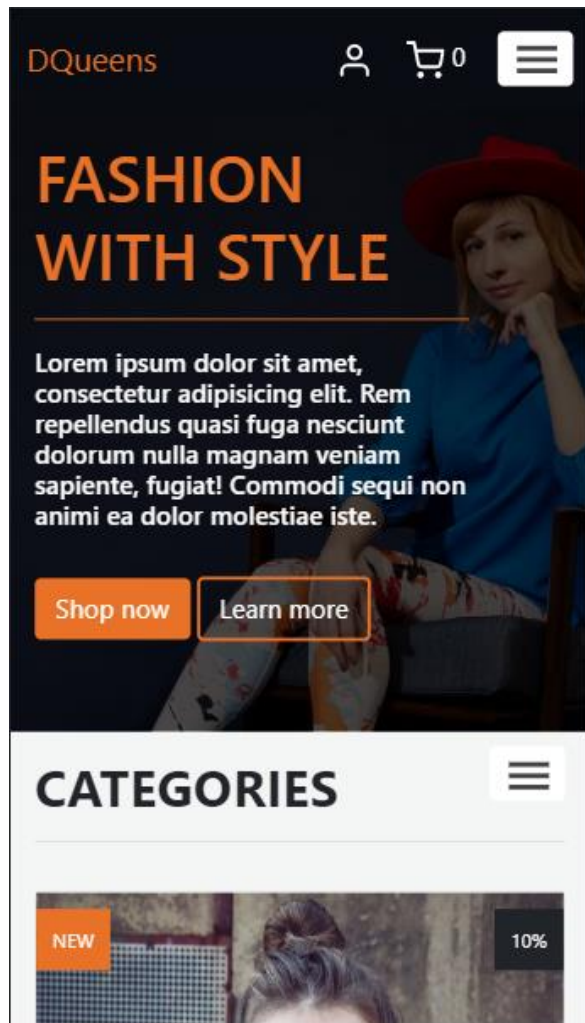 DQueens
0
FASHION
WITH STYLE
Lorem ipsum dolor sit amet,
consectetur adipisicing elit. Rem
repellendus quasi fuga nesciunt
dolorum nulla magnam veniam
sapiente, fugiat! Commodi sequi non
animi ea dolor molestiae iste.
Shop now
Learn more
CATEGORIES
NEW
10%